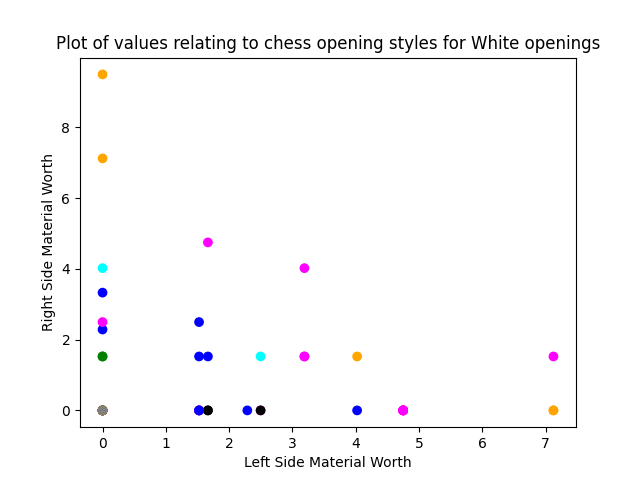 Plot of values relating to chess opening styles for White openings
Right Side Material Worth
8
6
4
2
0
0 1 2 3 4 5 6 7
Left Side Material Worth